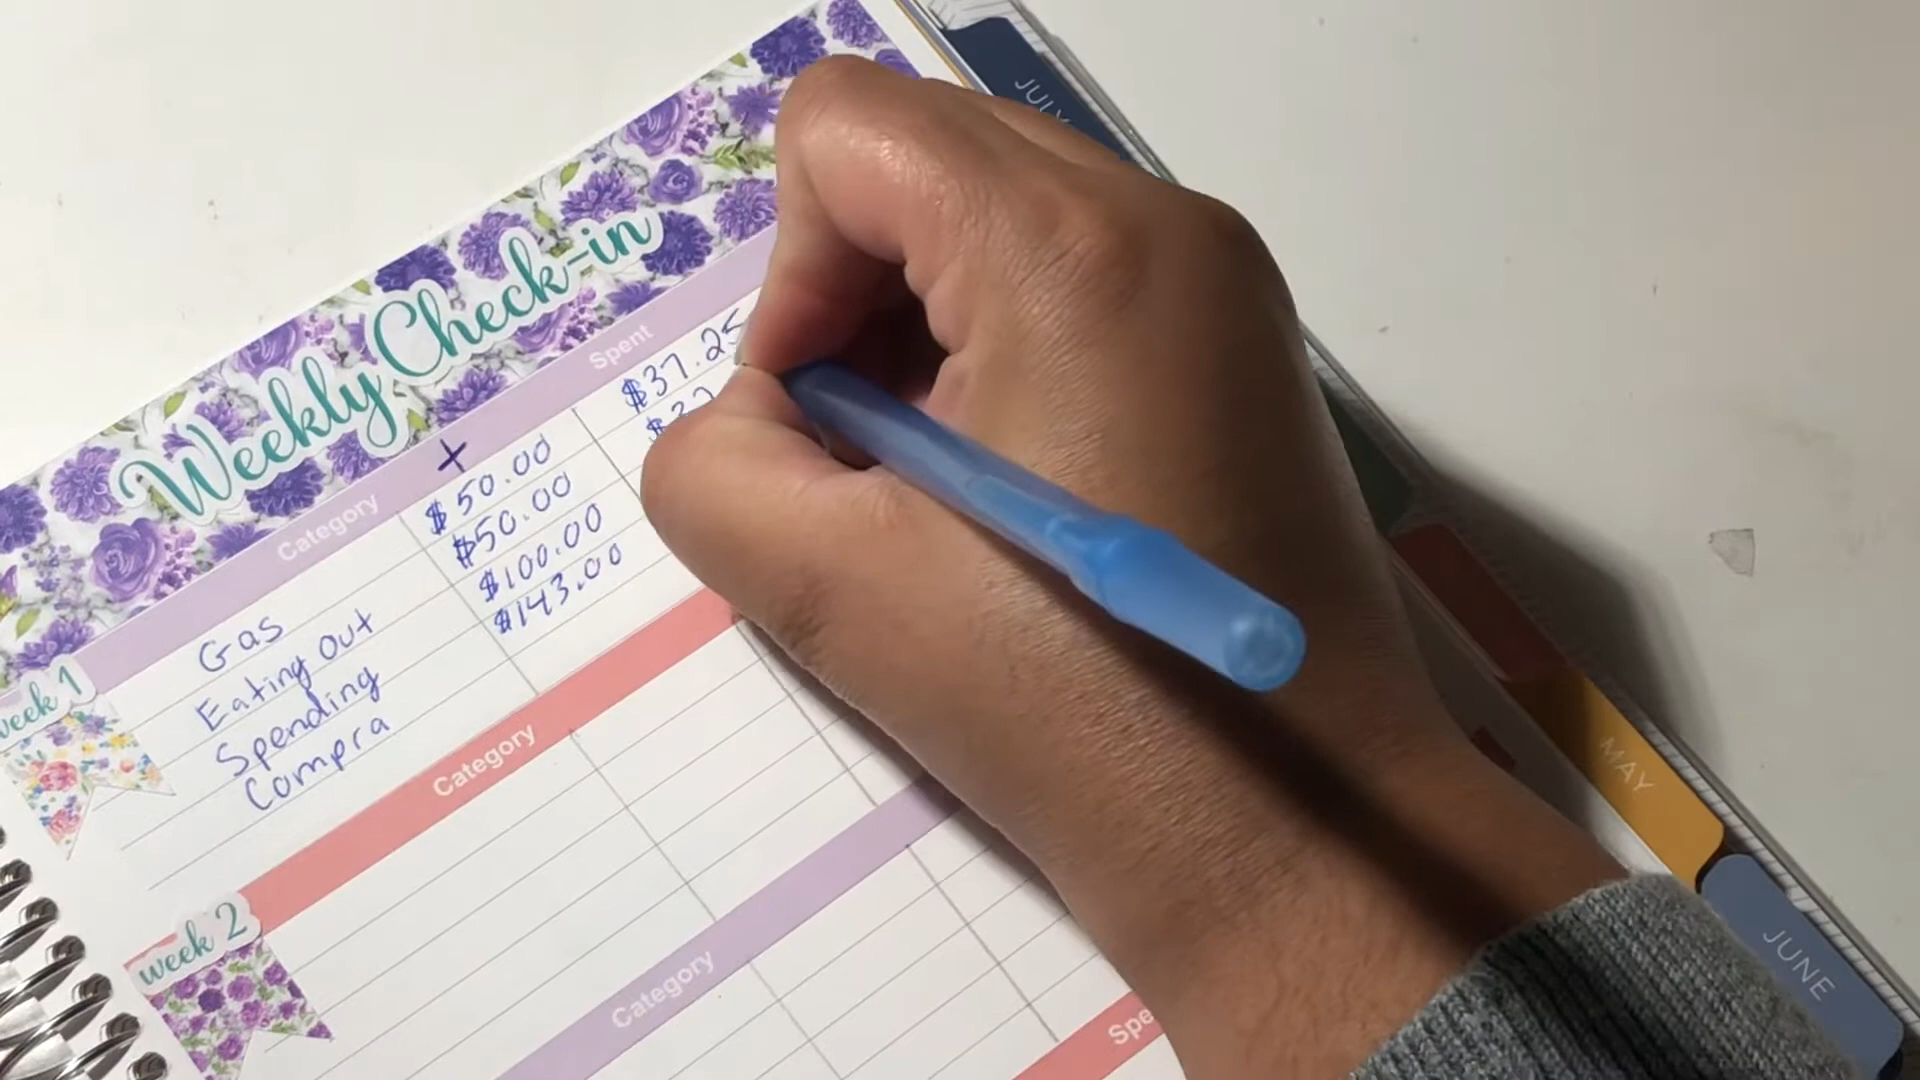 JULY
Weekly Check-in
Category + Spent
Gas $50.00 $37.25
Eating out $50.00
Spending $100.00
Compra $143.00
week 1
Category
week 2
Category
MAY
JUNE